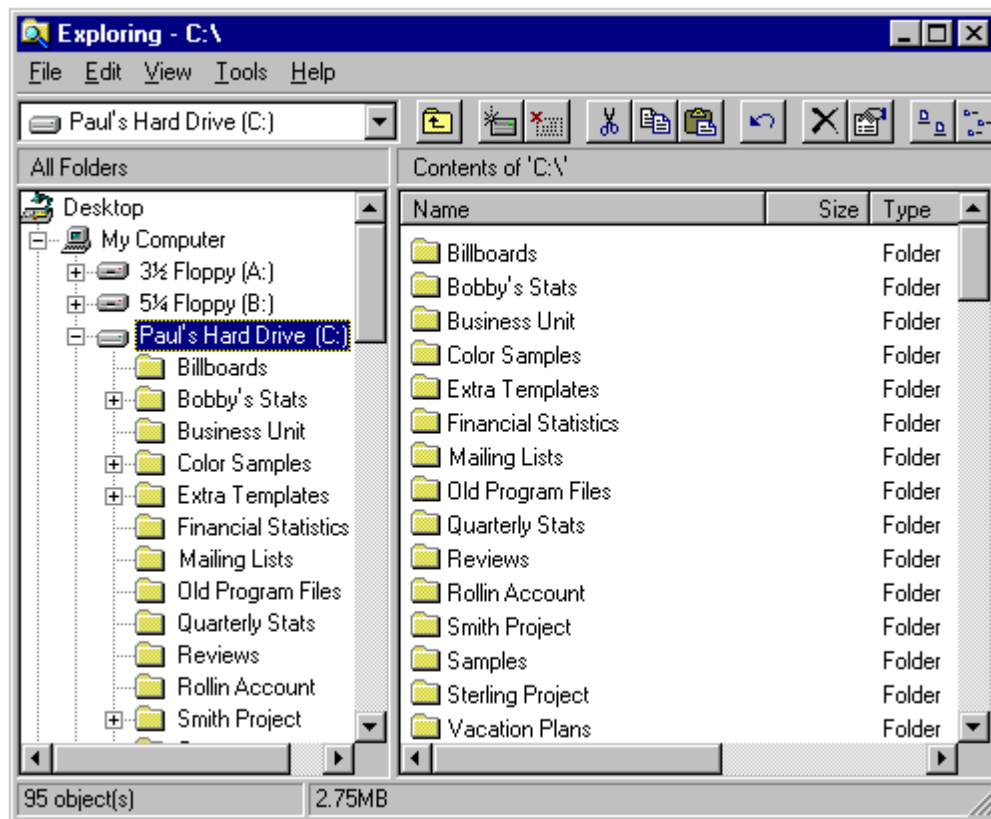 Exploring - C:\
File Edit View Tools Help
Paul's Hard Drive (C:)
All Folders
Contents of 'C:\'
Desktop
My Computer
3½ Floppy (A:)
5¼ Floppy (B:)
Paul's Hard Drive (C:)
Billboards
Bobby's Stats
Business Unit
Color Samples
Extra Templates
Financial Statistics
Mailing Lists
Old Program Files
Quarterly Stats
Reviews
Rollin Account
Smith Project
Name Size Type
Billboards Folder
Bobby's Stats Folder
Business Unit Folder
Color Samples Folder
Extra Templates Folder
Financial Statistics Folder
Mailing Lists Folder
Old Program Files Folder
Quarterly Stats Folder
Reviews Folder
Rollin Account Folder
Smith Project Folder
Samples Folder
Sterling Project Folder
Vacation Plans Folder
95 object(s) 2.75MB